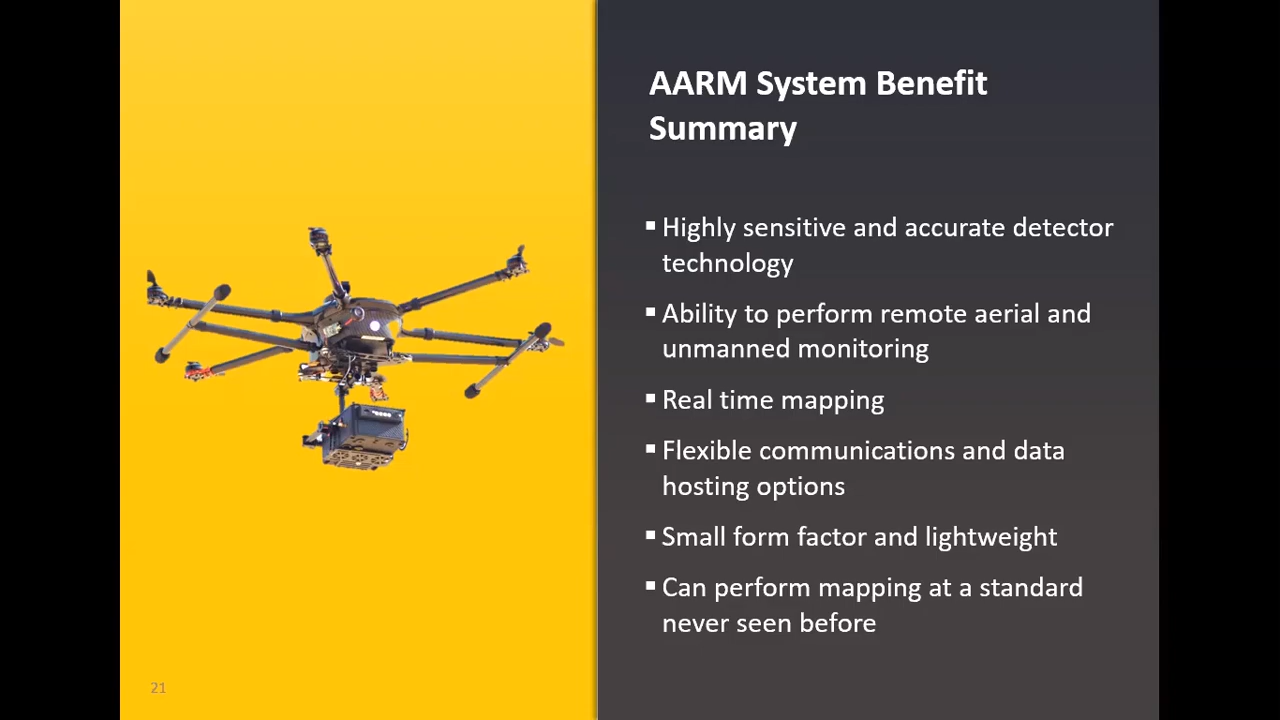 AARM System Benefit
Summary
▪ Highly sensitive and accurate detector
technology
▪ Ability to perform remote aerial and
unmanned monitoring
▪ Real time mapping
▪ Flexible communications and data
hosting options
▪ Small form factor and lightweight
▪ Can perform mapping at a standard
never seen before
21